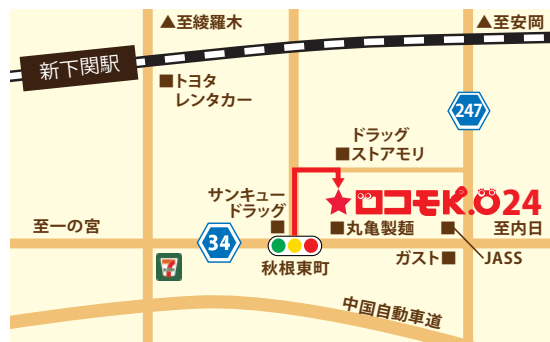 ▲至綾羅木
▲至安岡
新下関駅
■トヨタ
レンタカー
247
ドラッグ
■ストアモリ
サンキュー
ドラッグ
★ロコモK.O24
至一の宮
34
■丸亀製麺
至内日
秋根東町
ガスト■
JASS
7
中国自動車道